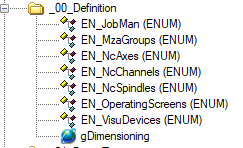 _00_Definition
EN_JobMan (ENUM)
EN_MzaGroups (ENUM)
EN_NcAxes (ENUM)
EN_NcChannels (ENUM)
EN_NcSpindles (ENUM)
EN_OperatingScreens (ENUM)
EN_VisuDevices (ENUM)
gDimensioning